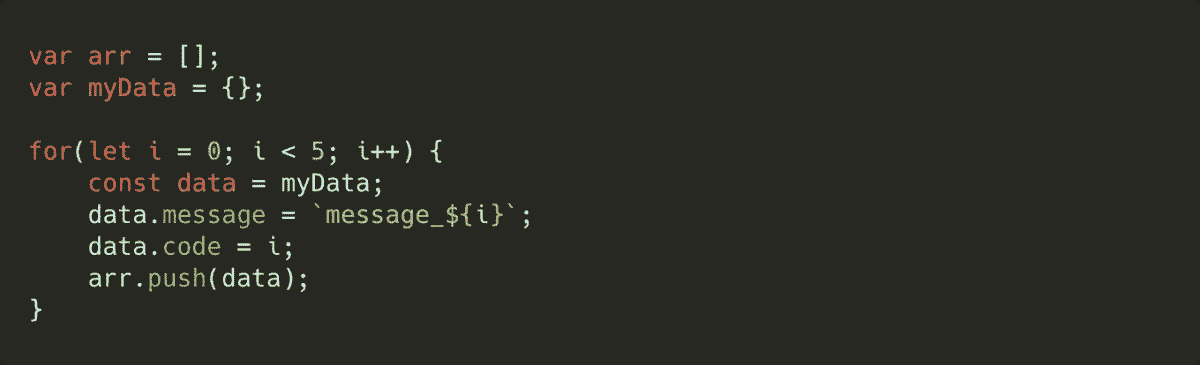 var arr = [];
var myData = {};
for(let i = 0; i < 5; i++) {
    const data = myData;
    data.message = `message_${i}`;
    data.code = i;
    arr.push(data);
}